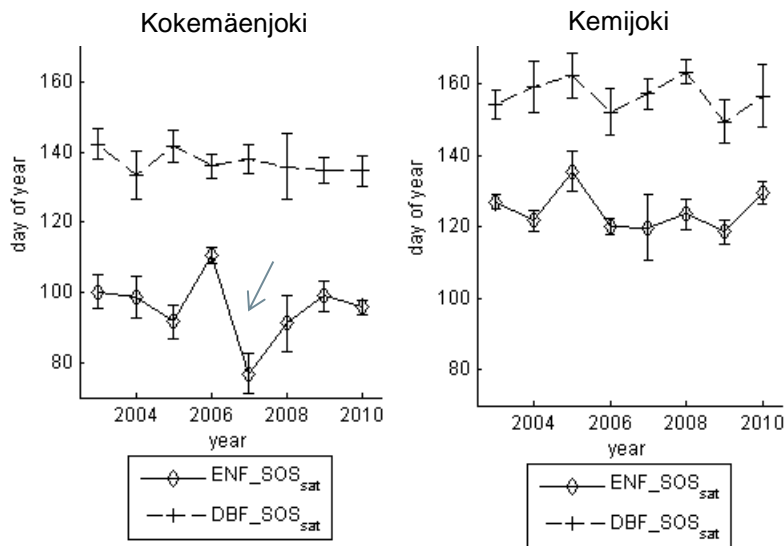 Kokemäenjoki
160
140
120
100
80
day of year
2004 2006 2008 2010
year
ENF_SOS_sat
DBF_SOS_sat
Kemijoki
160
140
120
100
80
day of year
2004 2006 2008 2010
year
ENF_SOS_sat
DBF_SOS_sat